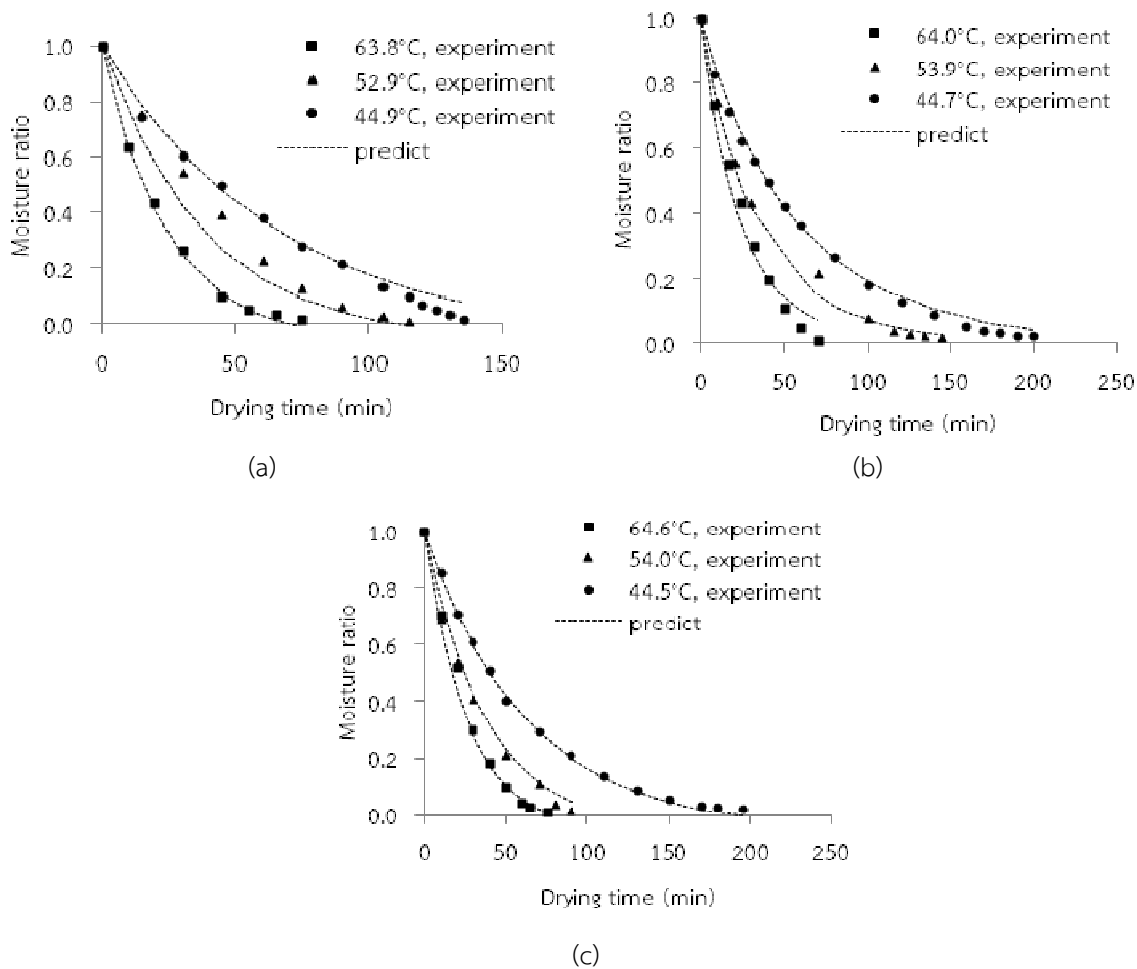 1.0
0.8
0.6
0.4
0.2
0.0
Moisture ratio
63.8°C, experiment
52.9°C, experiment
44.9°C, experiment
predict
0 50 100 150
Drying time (min)
(a)
1.0
0.8
0.6
0.4
0.2
0.0
Moisture ratio
64.0°C, experiment
53.9°C, experiment
44.7°C, experiment
predict
0 50 100 150 200 250
Drying time (min)
(b)
1.0
0.8
0.6
0.4
0.2
0.0
Moisture ratio
64.6°C, experiment
54.0°C, experiment
44.5°C, experiment
predict
0 50 100 150 200 250
Drying time (min)
(c)